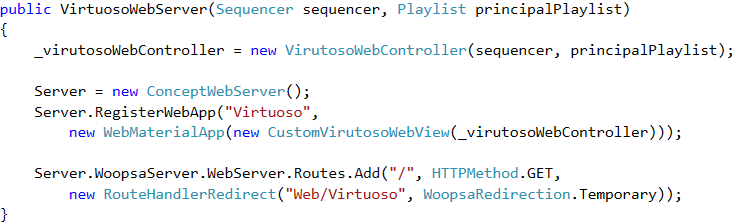 public VirtuosoWebServer(Sequencer sequencer, Playlist principalPlaylist)
{
_virutosoWebController = new VirutosoWebController(sequencer, principalPlaylist);
Server = new ConceptWebServer();
Server.RegisterWebApp("Virtuoso",
new WebMaterialApp(new CustomVirutosoWebView(_virutosoWebController)));
Server.WoopsaServer.WebServer.Routes.Add("/", HTTPMethod.GET,
new RouteHandlerRedirect("Web/Virtuoso", WoopsaRedirection.Temporary));
}